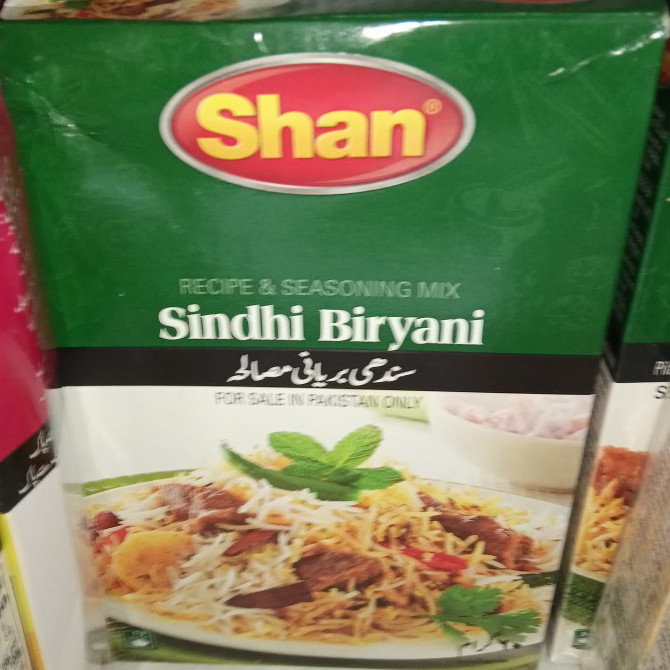 Shan®
RECIPE & SEASONING MIX
Sindhi Biryani
سندھی بریانی مصالحہ
FOR SALE IN PAKISTAN ONLY